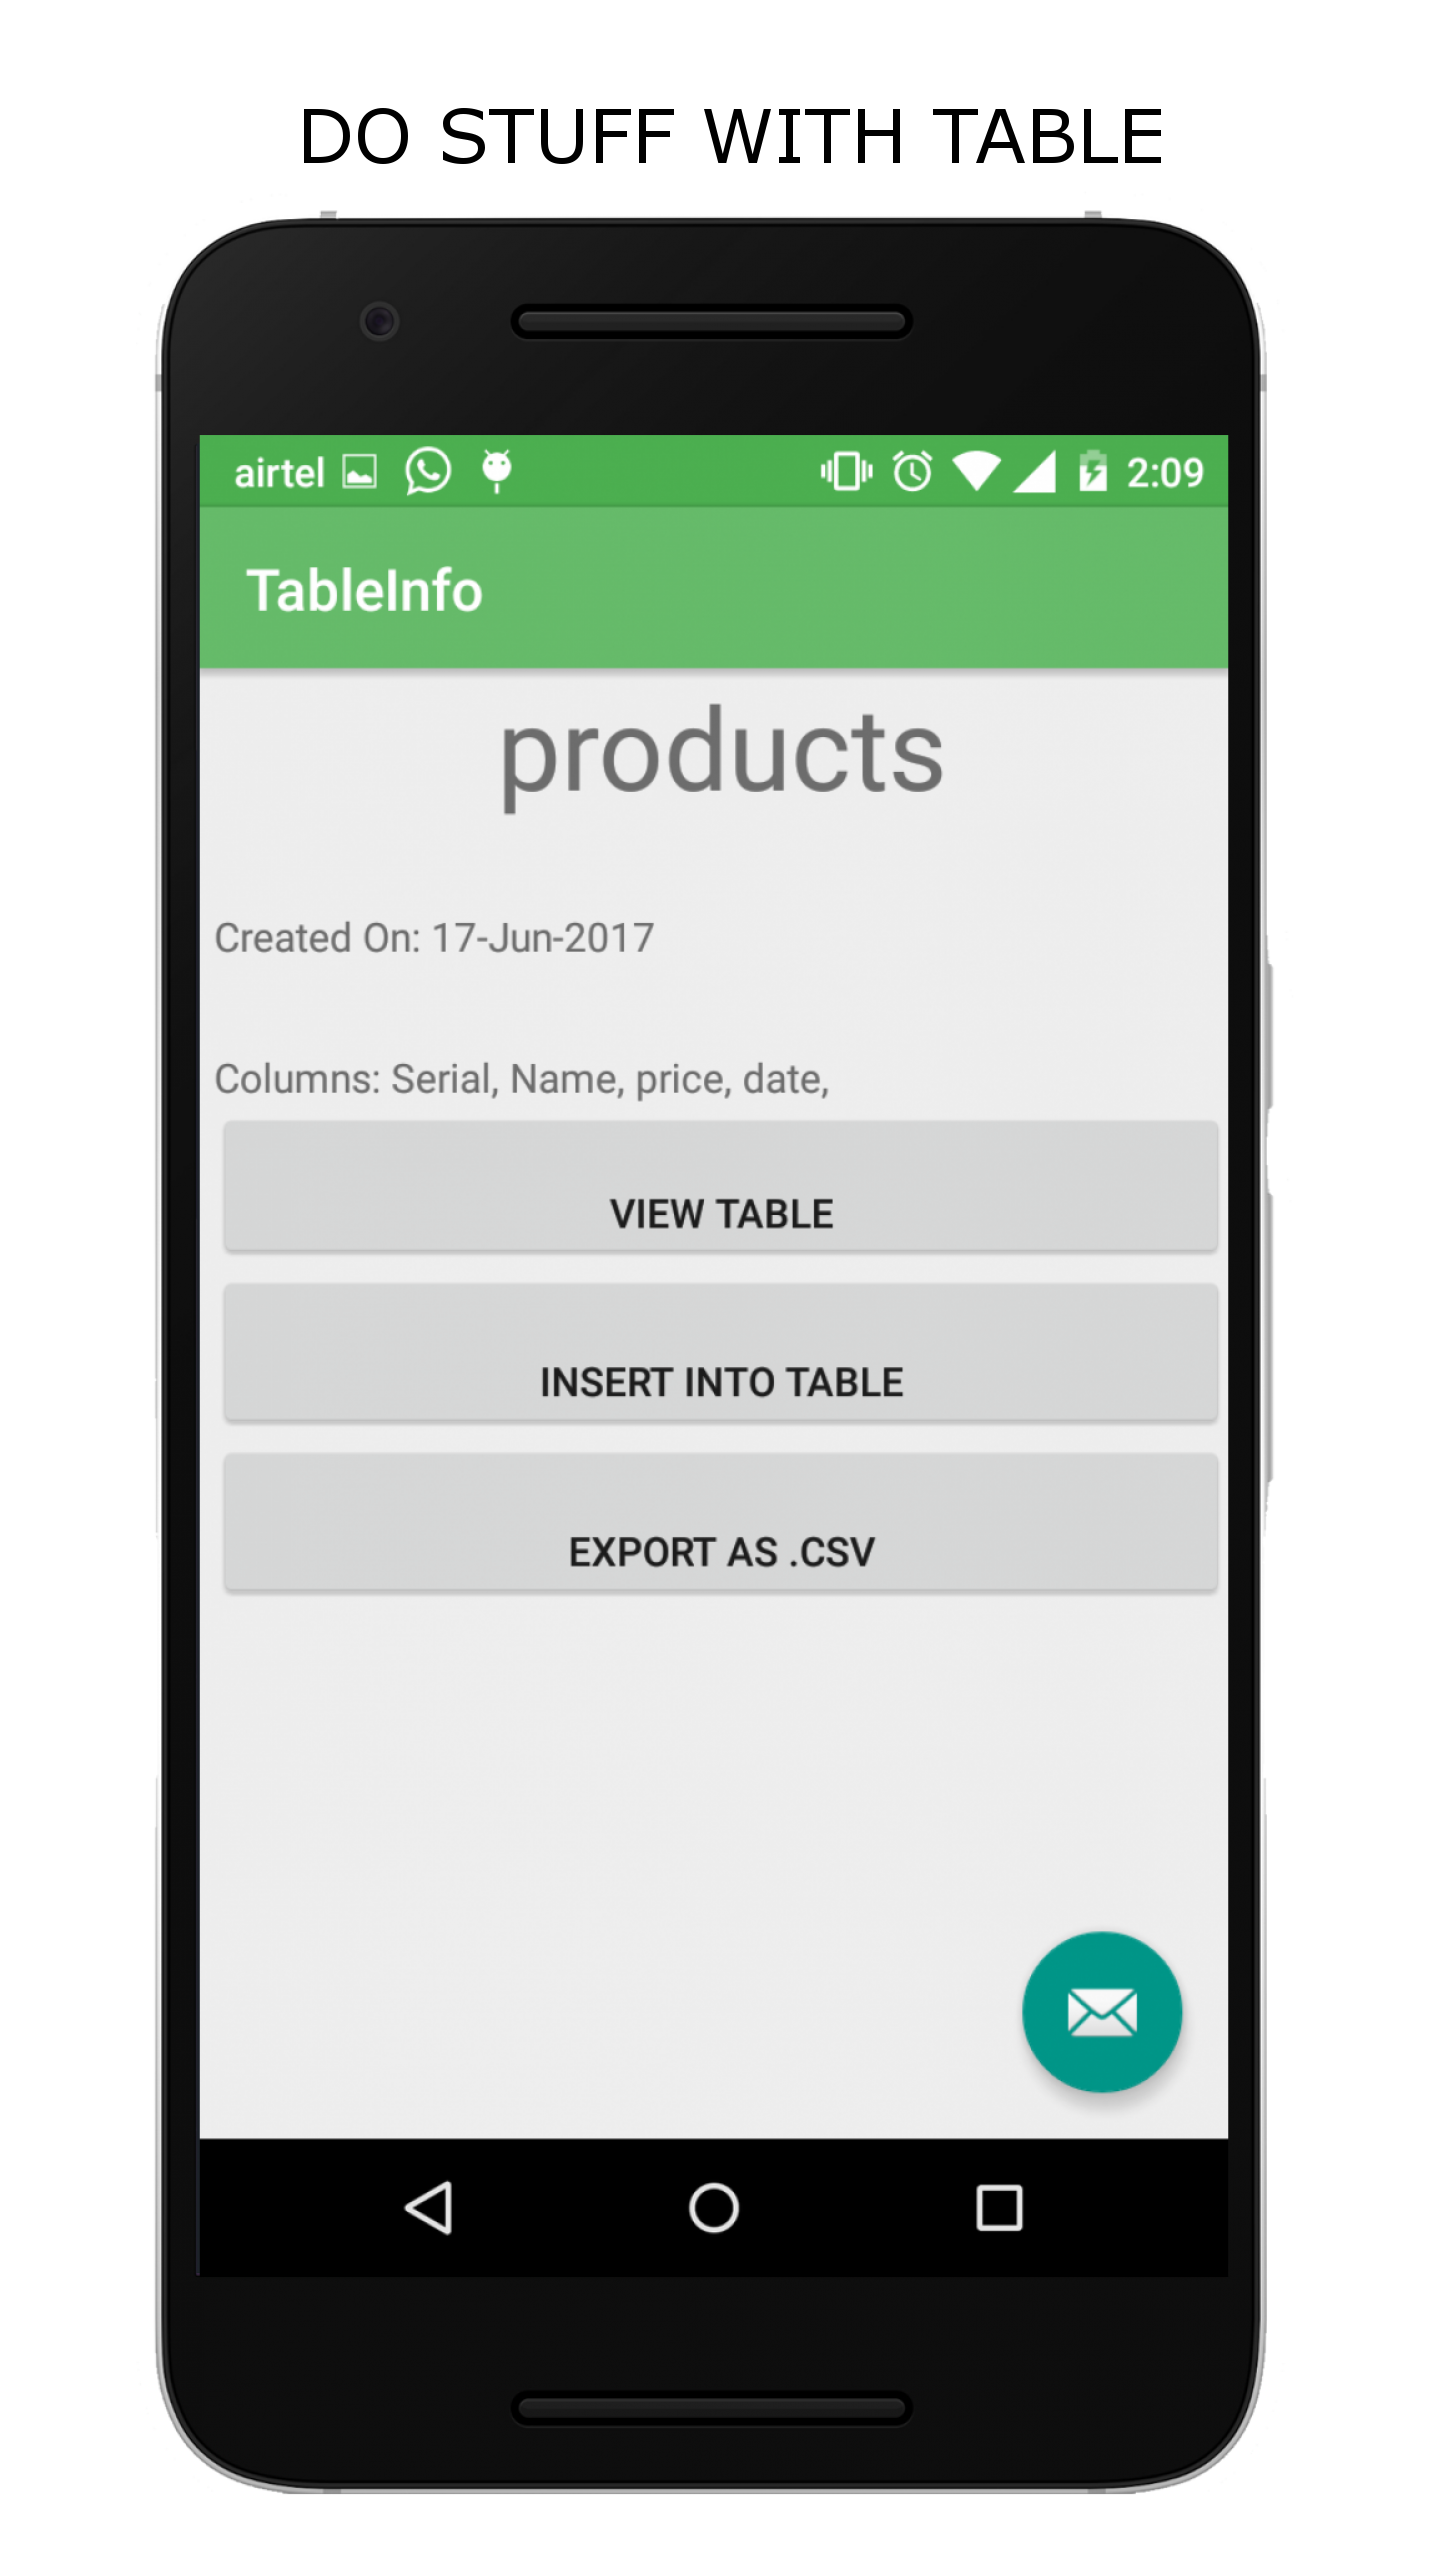 DO STUFF WITH TABLE
airtel 2:09
TableInfo
products
Created On: 17-Jun-2017
Columns: Serial, Name, price, date,
VIEW TABLE
INSERT INTO TABLE
EXPORT AS .CSV